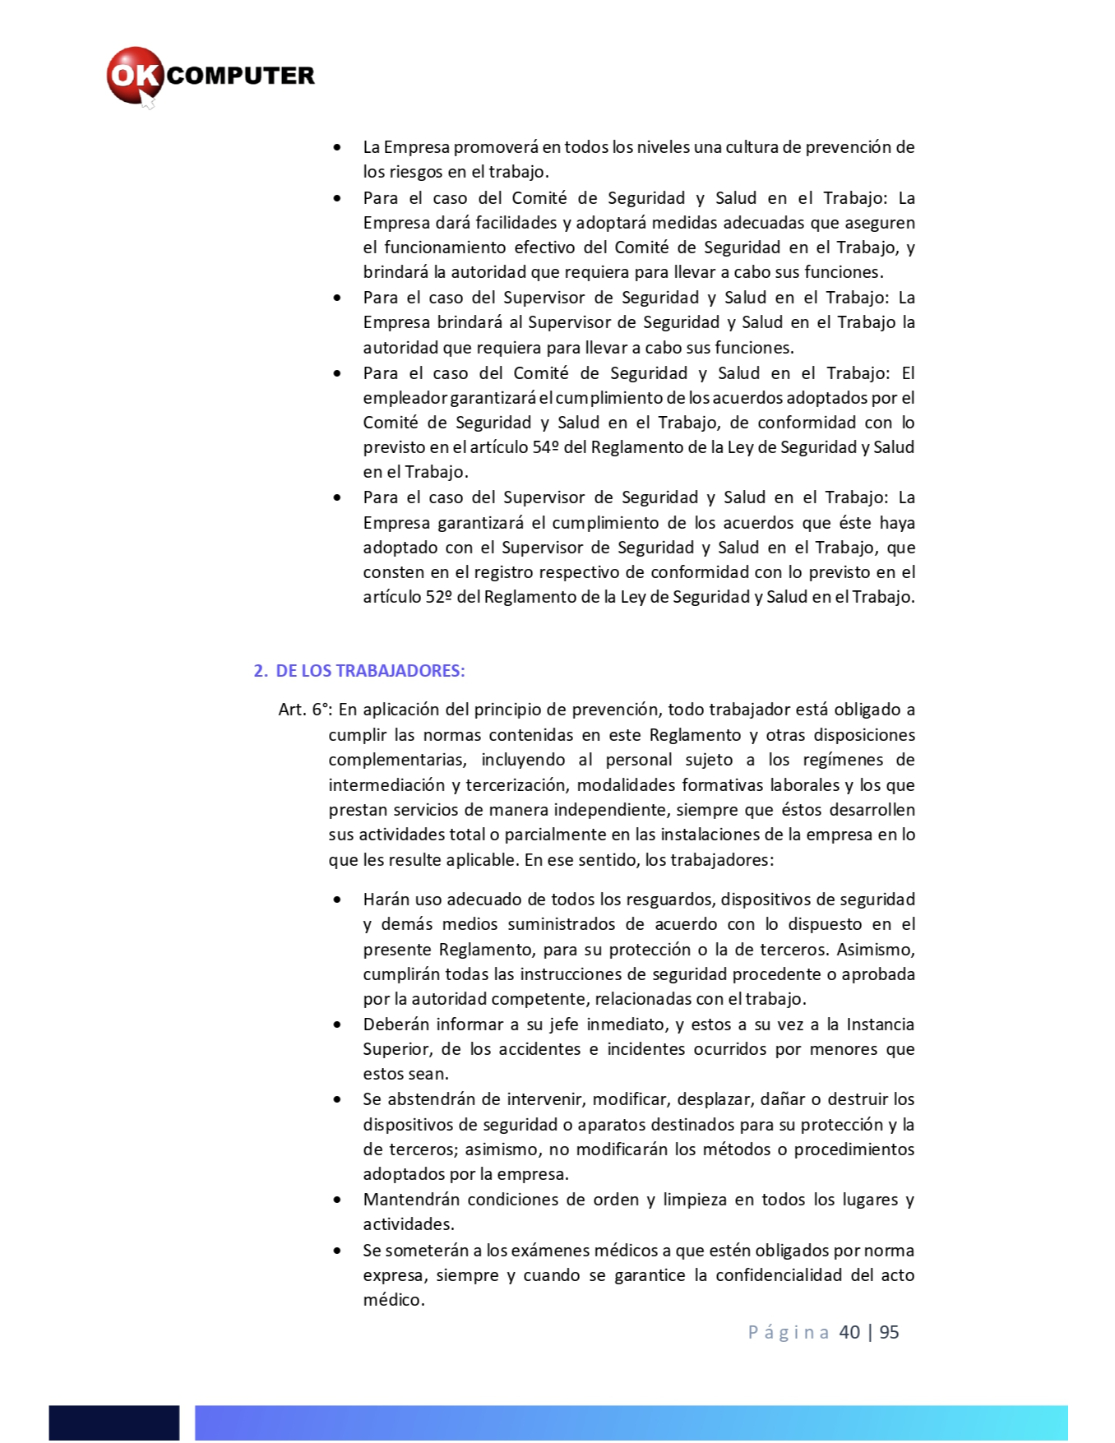 OK COMPUTER
• La Empresa promoverá en todos los niveles una cultura de prevención de
los riesgos en el trabajo.
• Para el caso del Comité de Seguridad y Salud en el Trabajo: La
Empresa dará facilidades y adoptará medidas adecuadas que aseguren
el funcionamiento efectivo del Comité de Seguridad en el Trabajo, y
brindará la autoridad que requiera para llevar a cabo sus funciones.
• Para el caso del Supervisor de Seguridad y Salud en el Trabajo: La
Empresa brindará al Supervisor de Seguridad y Salud en el Trabajo la
autoridad que requiera para llevar a cabo sus funciones.
• Para el caso del Comité de Seguridad y Salud en el Trabajo: El
empleador garantizará el cumplimiento de los acuerdos adoptados por el
Comité de Seguridad y Salud en el Trabajo, de conformidad con lo
previsto en el artículo 54º del Reglamento de la Ley de Seguridad y Salud
en el Trabajo.
• Para el caso del Supervisor de Seguridad y Salud en el Trabajo: La
Empresa garantizará el cumplimiento de los acuerdos que éste haya
adoptado con el Supervisor de Seguridad y Salud en el Trabajo, que
consten en el registro respectivo de conformidad con lo previsto en el
artículo 52º del Reglamento de la Ley de Seguridad y Salud en el Trabajo.
2. DE LOS TRABAJADORES:
Art. 6°: En aplicación del principio de prevención, todo trabajador está obligado a
cumplir las normas contenidas en este Reglamento y otras disposiciones
complementarias, incluyendo al personal sujeto a los regímenes de
intermediación y tercerización, modalidades formativas laborales y los que
prestan servicios de manera independiente, siempre que éstos desarrollen
sus actividades total o parcialmente en las instalaciones de la empresa en lo
que les resulte aplicable. En ese sentido, los trabajadores:
• Harán uso adecuado de todos los resguardos, dispositivos de seguridad
y demás medios suministrados de acuerdo con lo dispuesto en el
presente Reglamento, para su protección o la de terceros. Asimismo,
cumplirán todas las instrucciones de seguridad procedente o aprobada
por la autoridad competente, relacionadas con el trabajo.
• Deberán informar a su jefe inmediato, y estos a su vez a la Instancia
Superior, de los accidentes e incidentes ocurridos por menores que
estos sean.
• Se abstendrán de intervenir, modificar, desplazar, dañar o destruir los
dispositivos de seguridad o aparatos destinados para su protección y la
de terceros; asimismo, no modificarán los métodos o procedimientos
adoptados por la empresa.
• Mantendrán condiciones de orden y limpieza en todos los lugares y
actividades.
• Se someterán a los exámenes médicos a que estén obligados por norma
expresa, siempre y cuando se garantice la confidencialidad del acto
médico.
Página 40 | 95